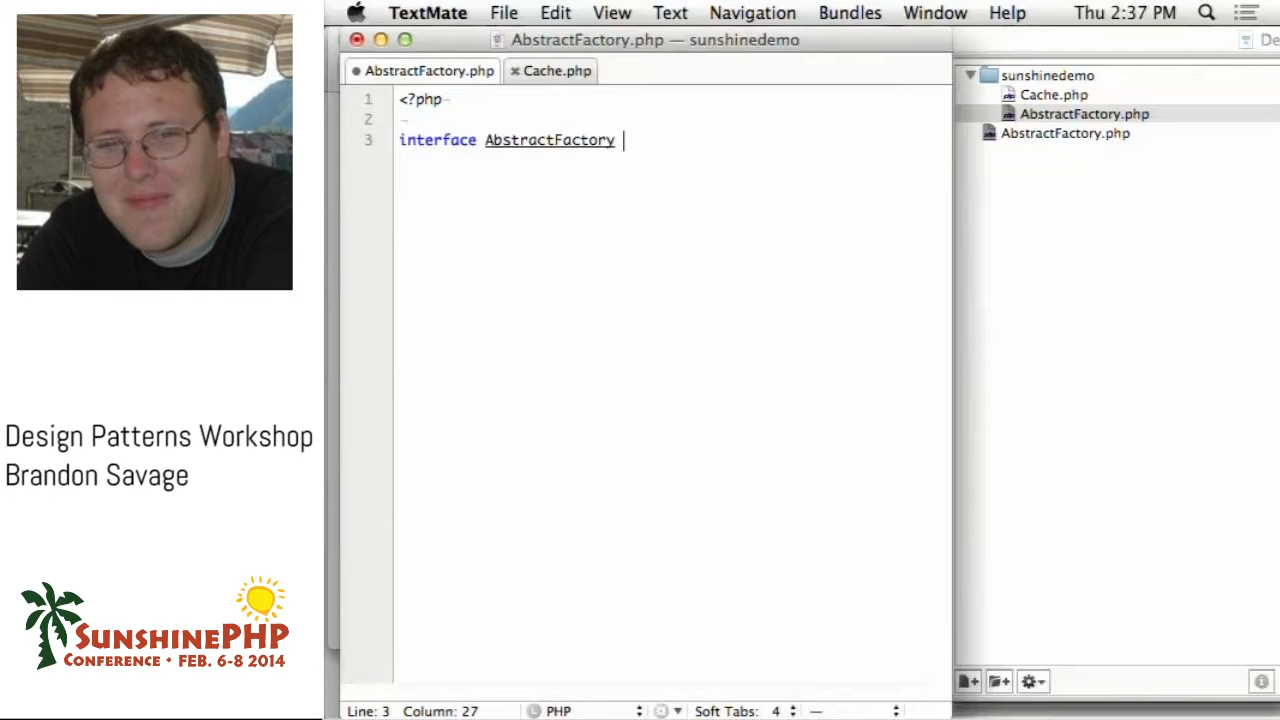 TextMate File Edit View Text Navigation Bundles Window Help Thu 2:37 PM
AbstractFactory.php — sunshinedemo
De
AbstractFactory.php
Cache.php
sunshinedemo
Cache.php
AbstractFactory.php
AbstractFactory.php
1 <?php
2
3 interface AbstractFactory
Design Patterns Workshop
Brandon Savage
SUNSHINEPHP
CONFERENCE • FEB. 6-8 2014
Line: 3 Column: 27 PHP Soft Tabs: 4 —